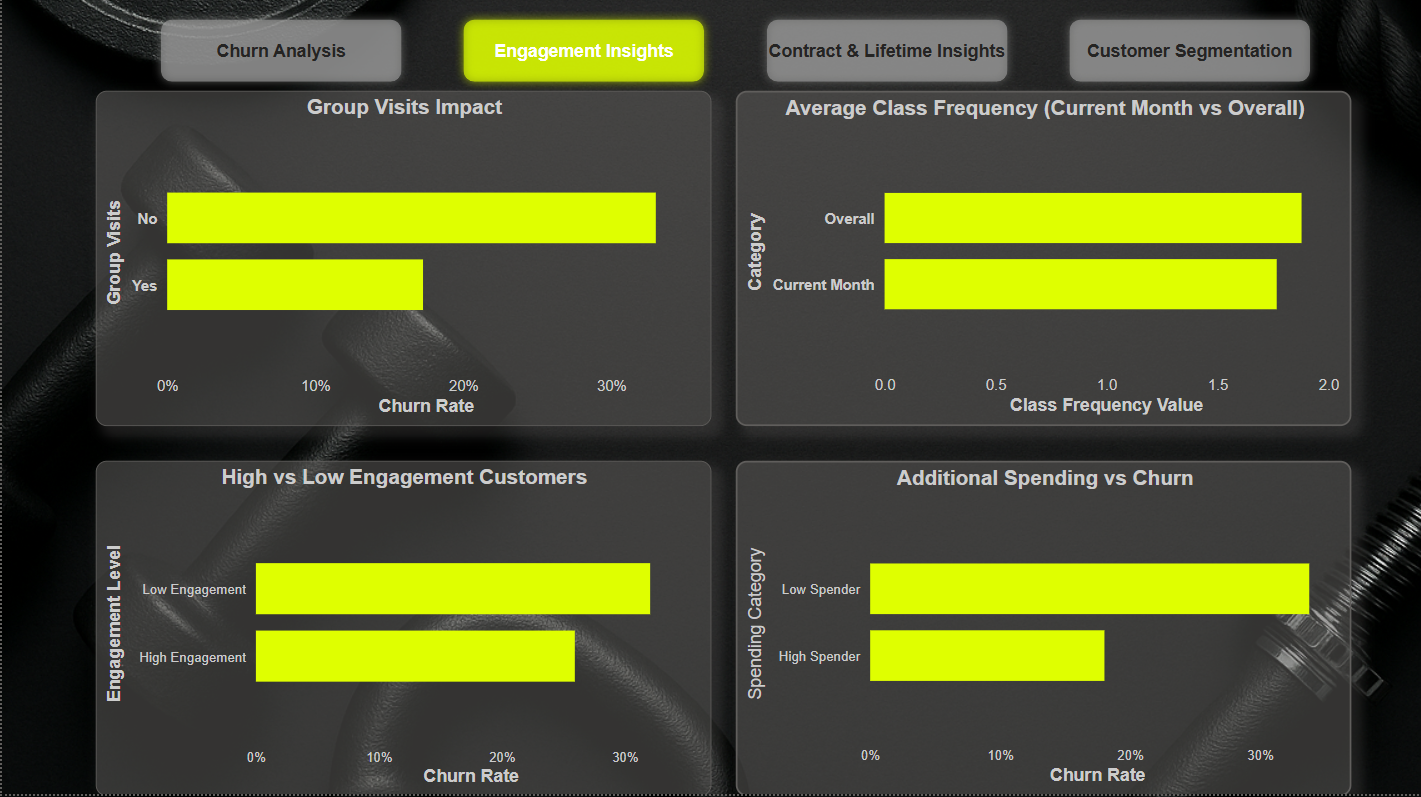 Churn Analysis
Engagement Insights
Contract & Lifetime Insights
Customer Segmentation
Group Visits Impact
Group Visits
No
Yes
0% 10% 20% 30%
Churn Rate
Average Class Frequency (Current Month vs Overall)
Category
Overall
Current Month
0.0 0.5 1.0 1.5 2.0
Class Frequency Value
High vs Low Engagement Customers
Engagement Level
Low Engagement
High Engagement
0% 10% 20% 30%
Churn Rate
Additional Spending vs Churn
Spending Category
Low Spender
High Spender
0% 10% 20% 30%
Churn Rate